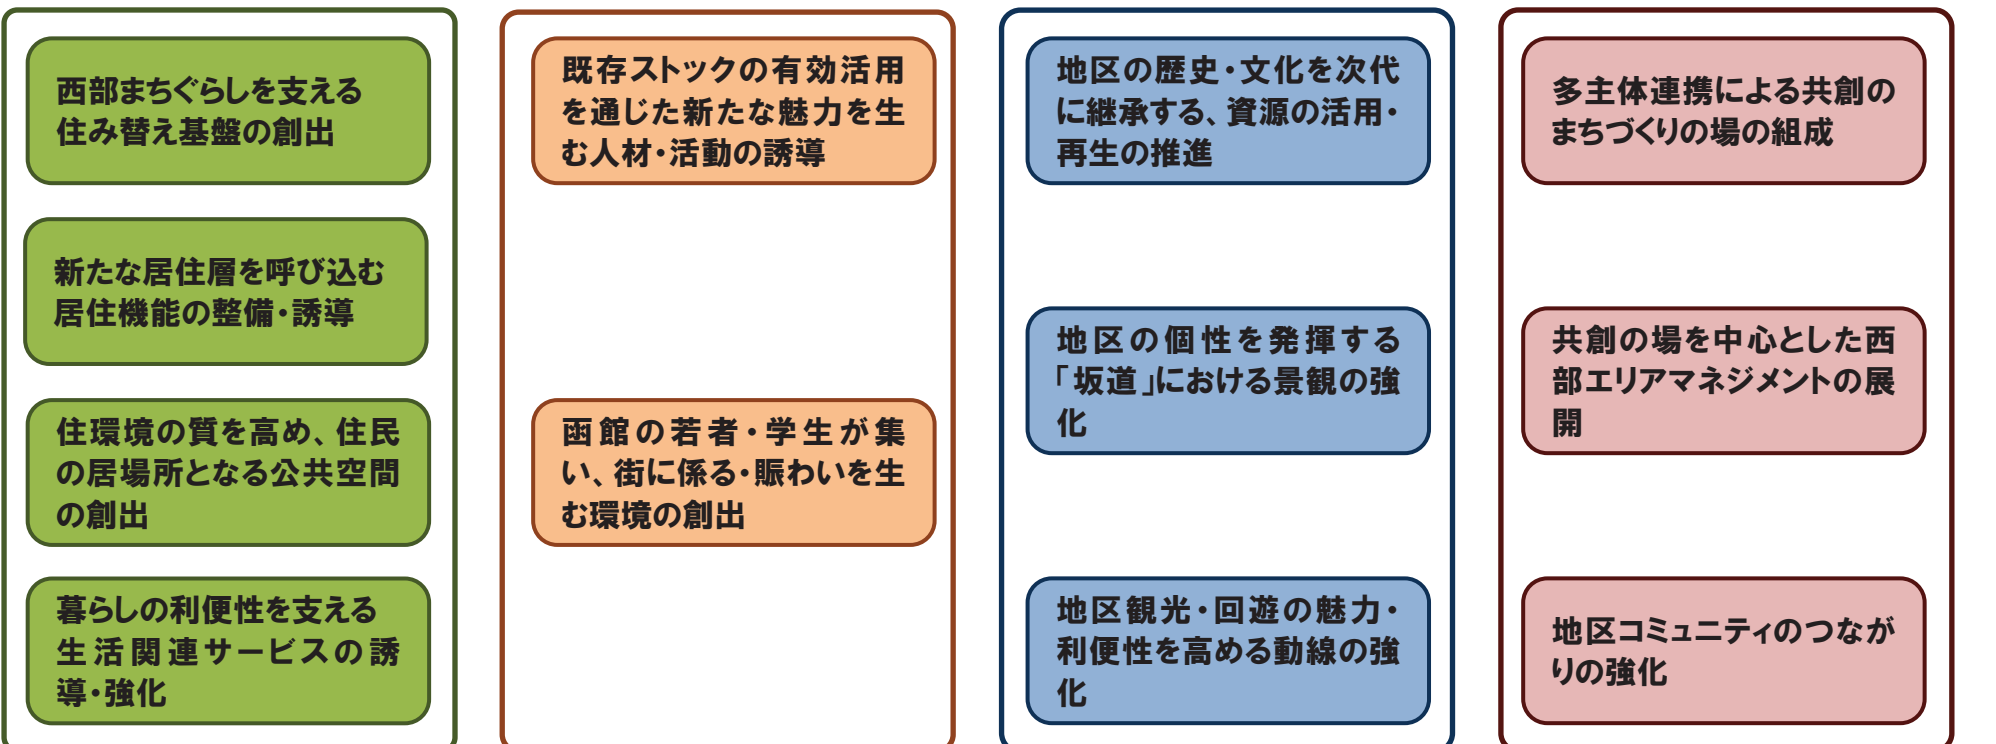 西部まちぐらしを支える
住み替え基盤の創出
新たな居住層を呼び込む
居住機能の整備・誘導
住環境の質を高め、住民
の居場所となる公共空間
の創出
暮らしの利便性を支える
生活関連サービスの誘
導・強化
既存ストックの有効活用
を通じた新たな魅力を生
む人材・活動の誘導
函館の若者・学生が集
い、街に係る・賑わいを生
む環境の創出
地区の歴史・文化を次代
に継承する、資源の活用・
再生の推進
地区の個性を発揮する
「坂道」における景観の強
化
地区観光・回遊の魅力・
利便性を高める動線の強
化
多主体連携による共創の
まちづくりの場の組成
共創の場を中心とした西
部エリアマネジメントの展
開
地区コミュニティのつなが
りの強化